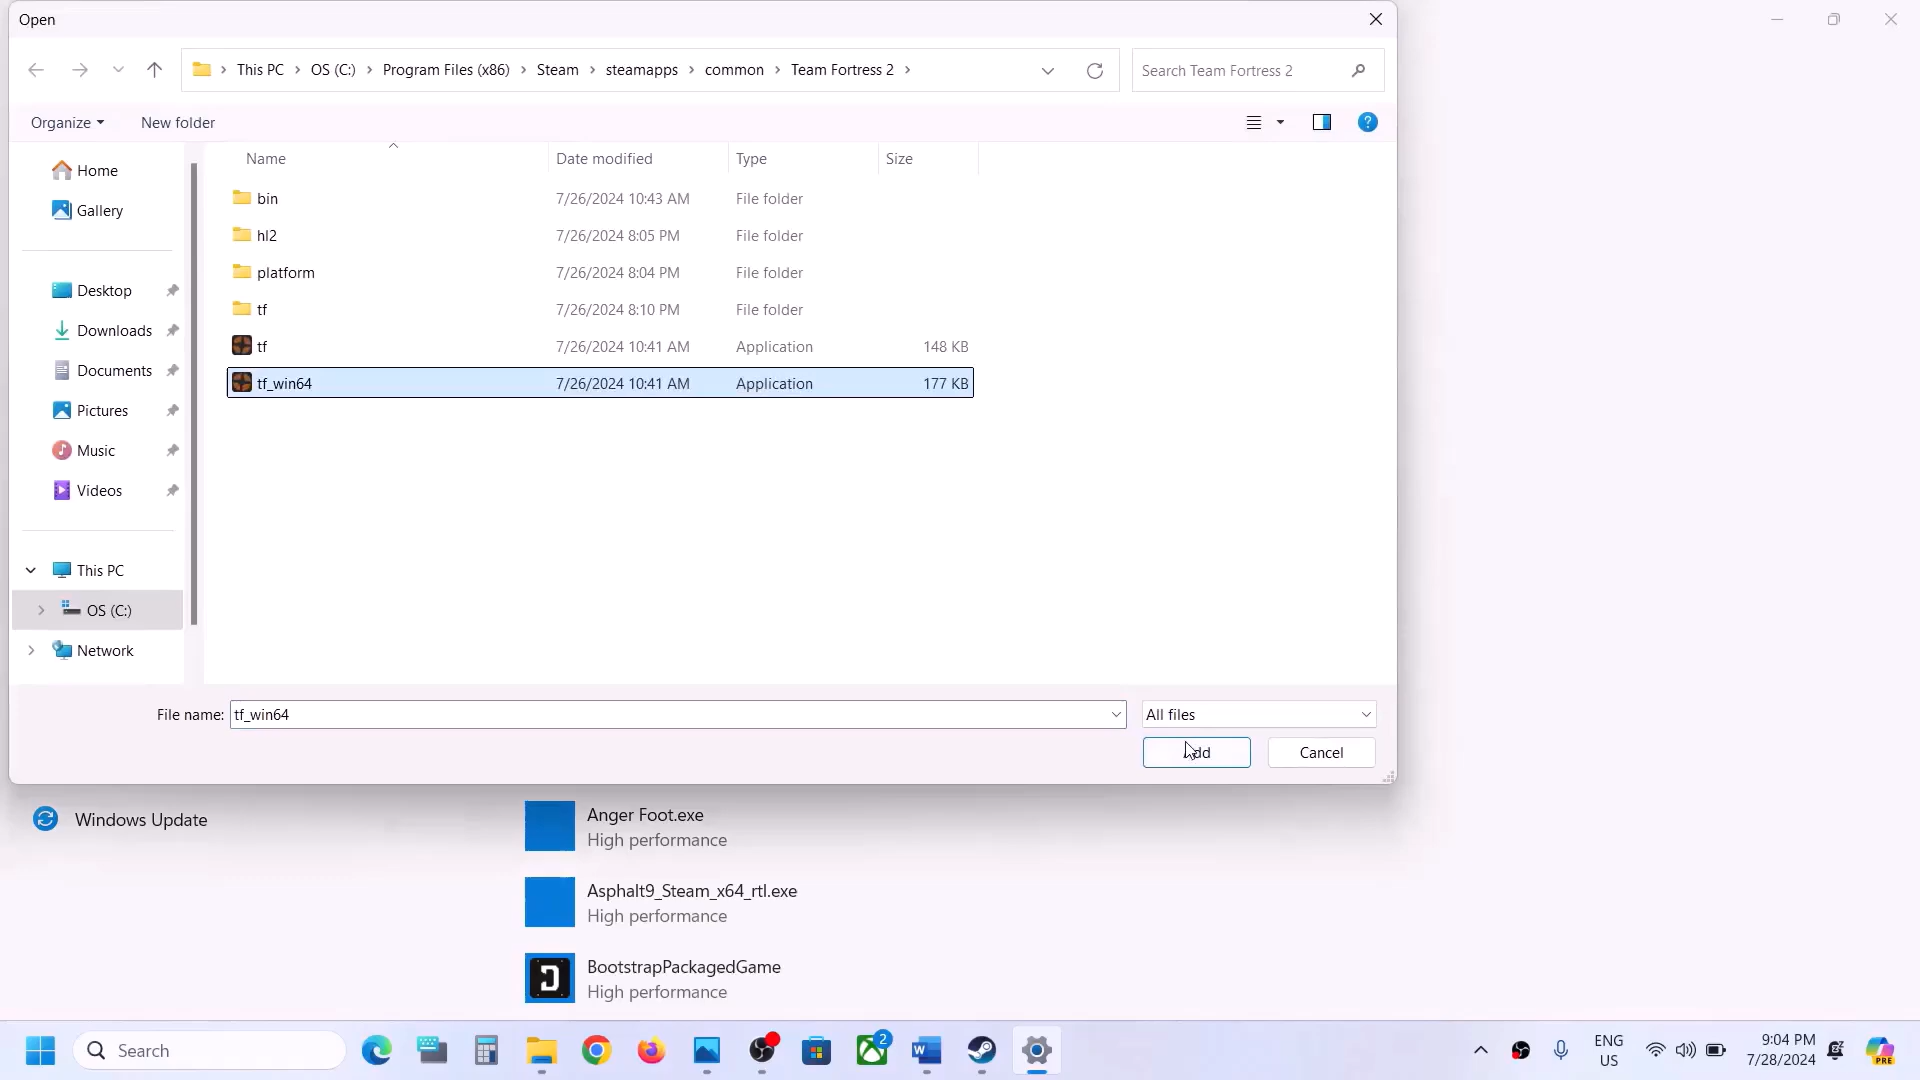 Open
This PC
OS (C:)
Program Files (x86)
Steam
steamapps
common
Team Fortress 2
Search Team Fortress 2
Organize
New folder
Name
Date modified
Type
Size
Home
Gallery
Desktop
Downloads
Documents
Pictures
Music
Videos
This PC
OS (C:)
Network
bin 7/26/2024 10:43 AM File folder
hl2 7/26/2024 8:05 PM File folder
platform 7/26/2024 8:04 PM File folder
tf 7/26/2024 8:10 PM File folder
tf 7/26/2024 10:41 AM Application 148 KB
tf_win64 7/26/2024 10:41 AM Application 177 KB
File name: tf_win64
All files
Cancel
Windows Update
Anger Foot.exe
High performance
Asphalt9_Steam_x64_rtl.exe
High performance
BootstrapPackagedGame
High performance
Search
2
ENG
US
9:04 PM
7/28/2024
PRE